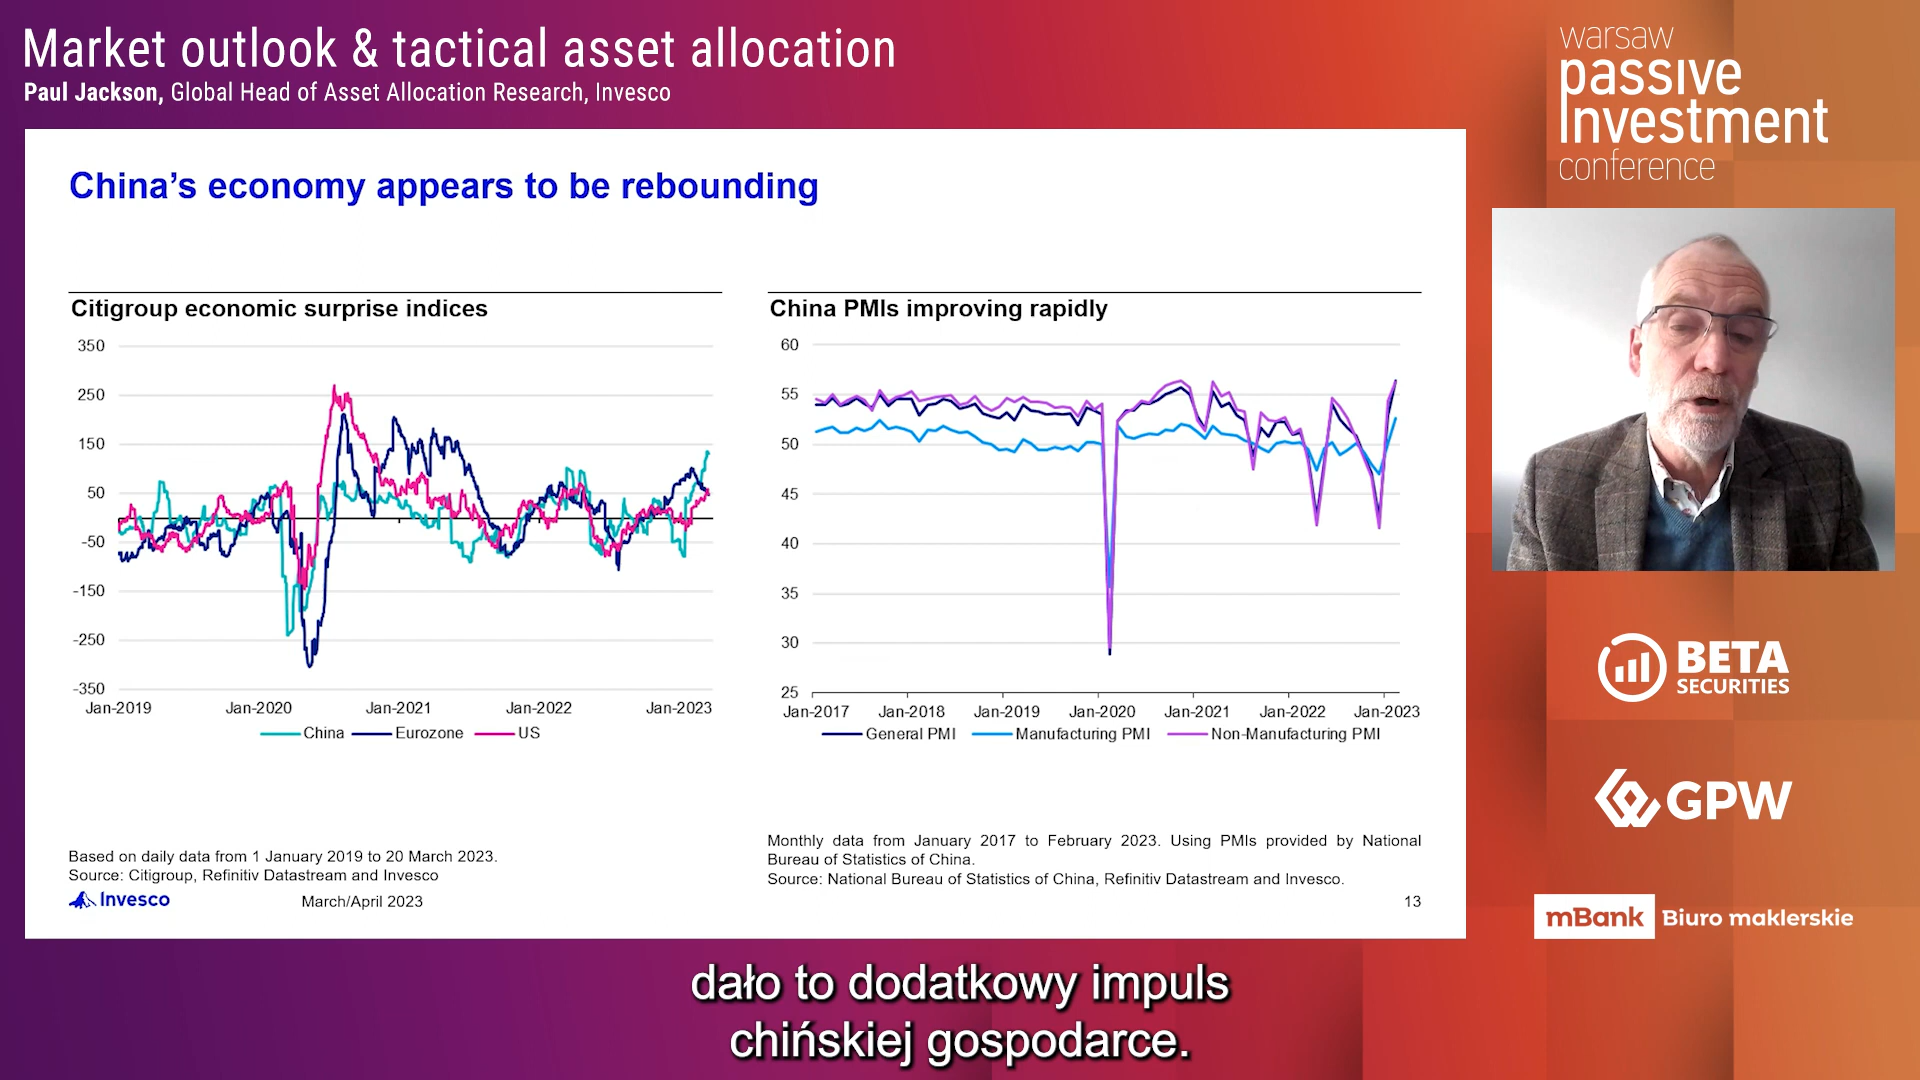 Market outlook & tactical asset allocation
Paul Jackson, Global Head of Asset Allocation Research, Invesco
warsaw
passive
Investment
conference
China’s economy appears to be rebounding
Citigroup economic surprise indices
350
250
150
50
-50
-150
-250
-350
Jan-2019 Jan-2020 Jan-2021 Jan-2022 Jan-2023
China Eurozone US
China PMIs improving rapidly
60
55
50
45
40
35
30
25
Jan-2017 Jan-2018 Jan-2019 Jan-2020 Jan-2021 Jan-2022 Jan-2023
General PMI Manufacturing PMI Non-Manufacturing PMI
Based on daily data from 1 January 2019 to 20 March 2023.
Source: Citigroup, Refinitiv Datastream and Invesco
Monthly data from January 2017 to February 2023. Using PMIs provided by National
Bureau of Statistics of China.
Source: National Bureau of Statistics of China, Refinitiv Datastream and Invesco.
Invesco
March/April 2023
13
BETA
SECURITIES
GPW
mBank Biuro maklerskie
dało to dodatkowy impuls
chińskiej gospodarce.